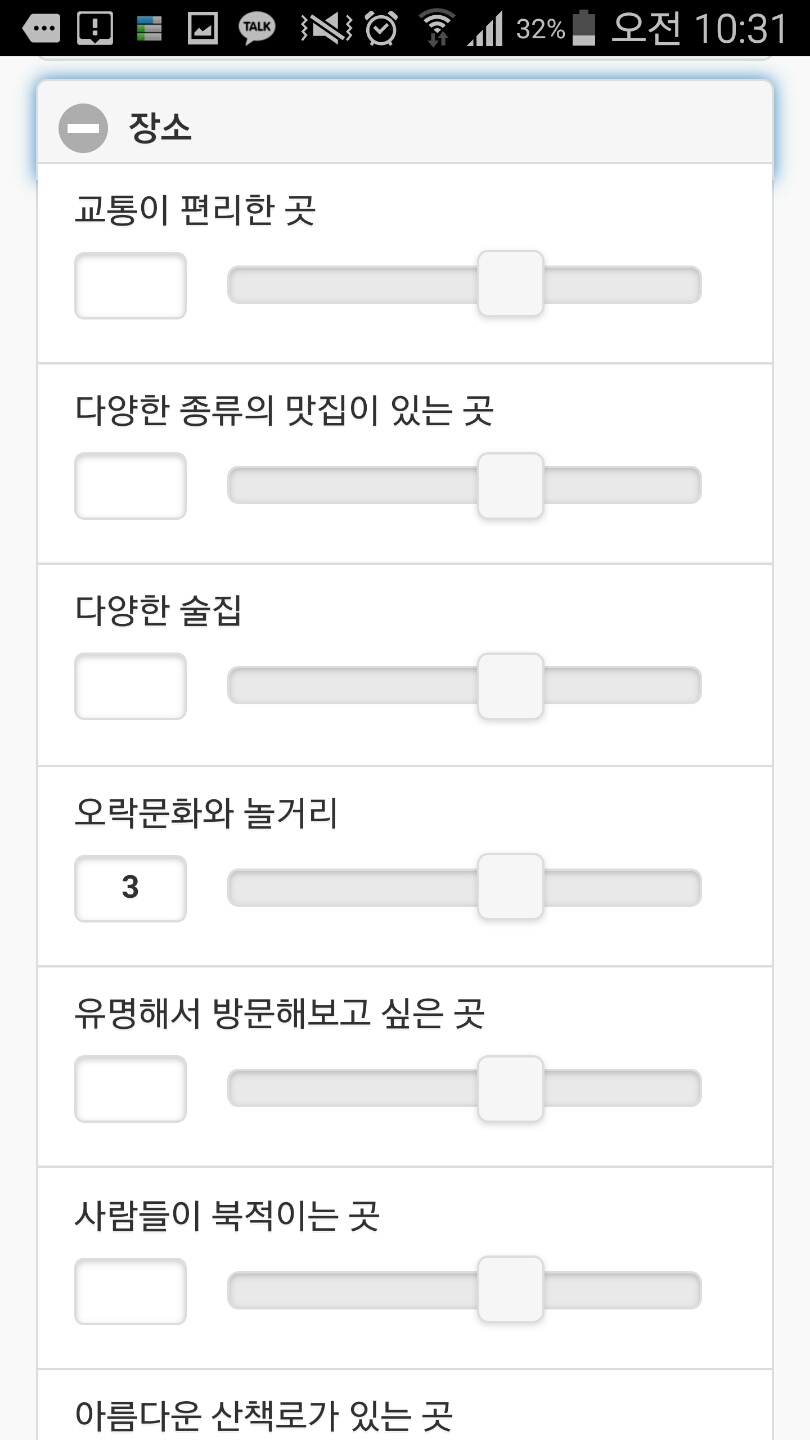 TALK 32% 오전 10:31
장소
교통이 편리한 곳
다양한 종류의 맛집이 있는 곳
다양한 술집
오락문화와 놀거리
3
유명해서 방문해보고 싶은 곳
사람들이 북적이는 곳
아름다운 산책로가 있는 곳